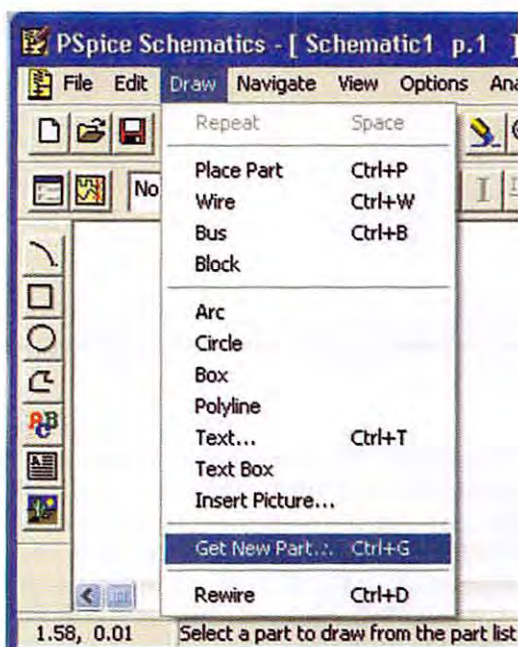 PSpice Schematics - [ Schematic1 p.1 ]
File Edit Draw Navigate View Options Ana
Repeat Space
No
Place Part Ctrl+P
Wire Ctrl+W
Bus Ctrl+B
Block
Arc
Circle
Box
Polyline
ABC
Text... Ctrl+T
Text Box
A
Insert Picture...
Get New Part... Ctrl+G
Rewire Ctrl+D
1.58, 0.01 Select a part to draw from the part list